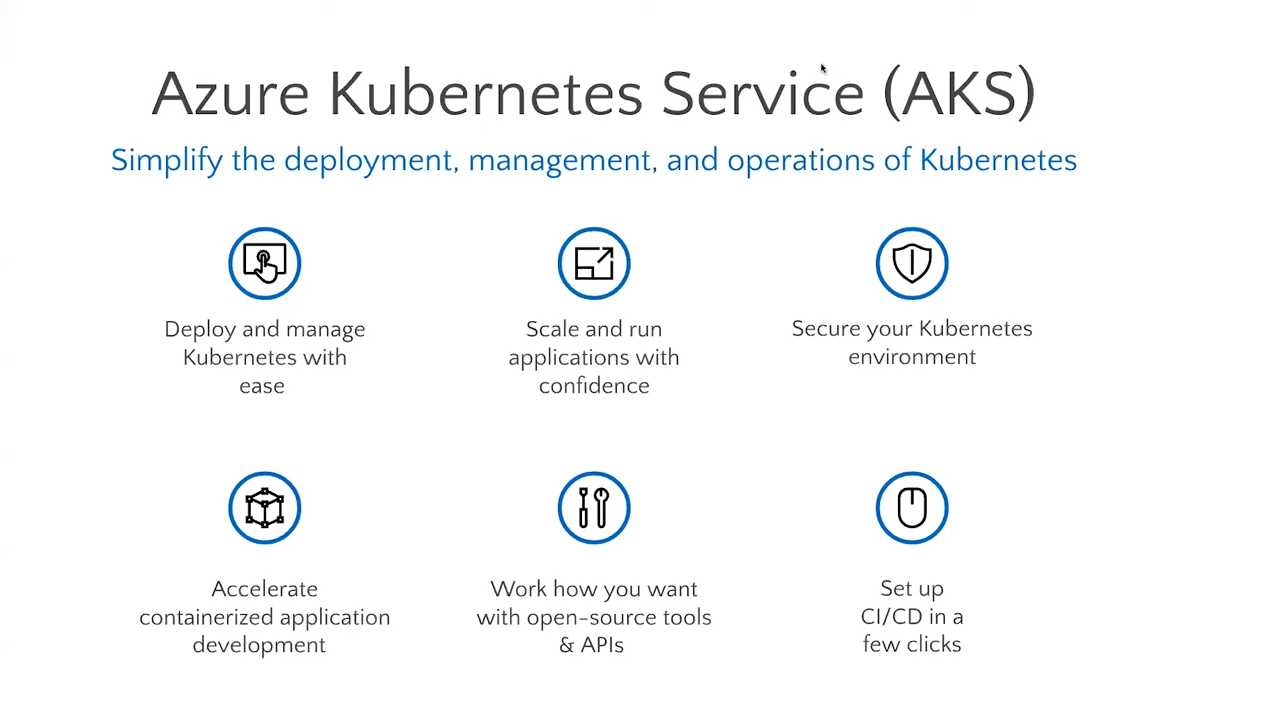 Azure Kubernetes Service (AKS)
Simplify the deployment, management, and operations of Kubernetes
Deploy and manage
Kubernetes with
ease
Scale and run
applications with
confidence
Secure your Kubernetes
environment
Accelerate
containerized application
development
Work how you want
with open-source tools
& APIs
Set up
CI/CD in a
few clicks